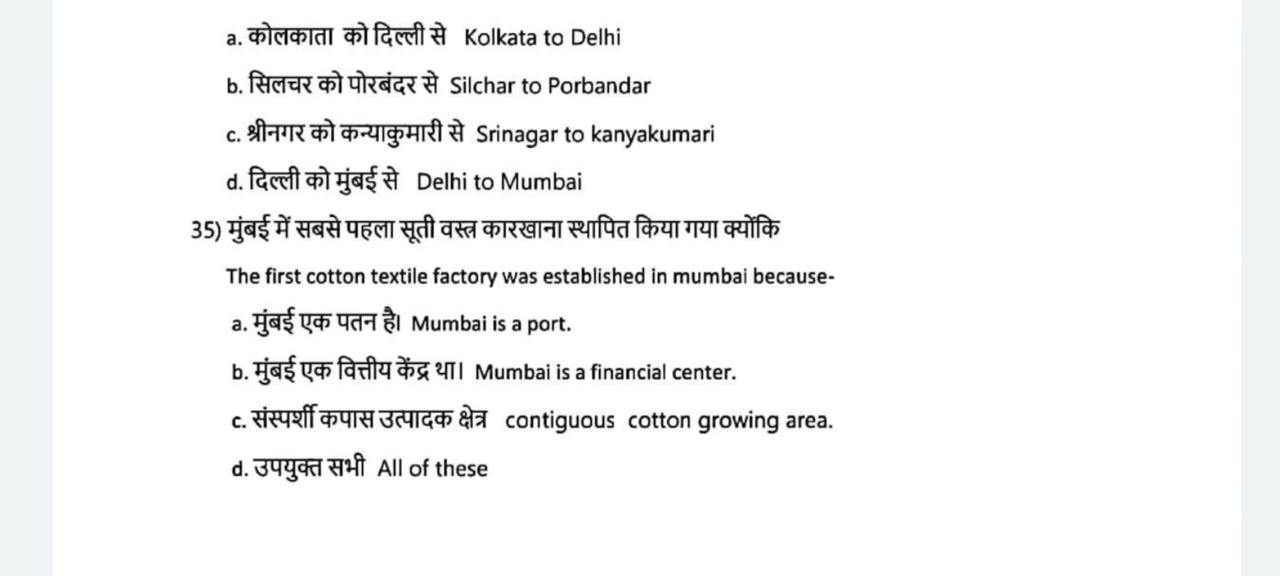 a. कोलकाता को दिल्ली से Kolkata to Delhi
b. सिलचर को पोरबंदर से Silchar to Porbandar
c. श्रीनगर को कन्याकुमारी से Srinagar to kanyakumari
d. दिल्ली को मुंबई से Delhi to Mumbai
35) मुंबई में सबसे पहला सूती वस्त्र कारखाना स्थापित किया गया क्योंकि
The first cotton textile factory was established in mumbai because-
a. मुंबई एक पतन है। Mumbai is a port.
b. मुंबई एक वित्तीय केंद्र था। Mumbai is a financial center.
c. संस्पर्शी कपास उत्पादक क्षेत्र contiguous cotton growing area.
d. उपयुक्त सभी All of these